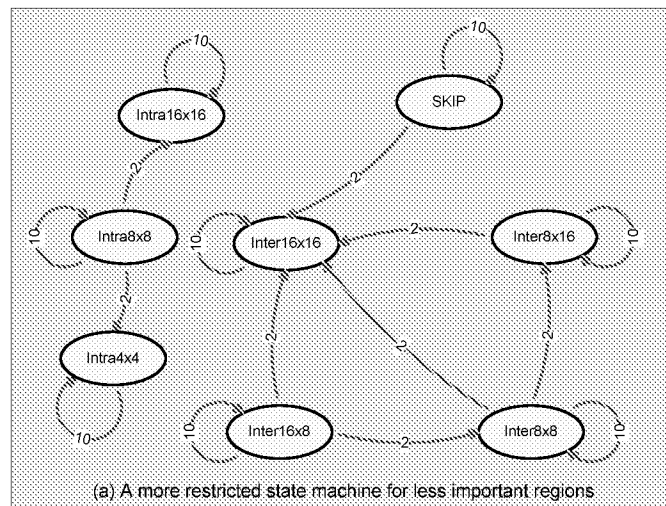 10
10
Intra16x16
SKIP
2
2
10
Intra8x8
10
Inter16x16
2
Inter8x16
10
2
2
2
2
Intra4x4
10
10
Inter16x8
2
Inter8x8
10
(a) A more restricted state machine for less important regions